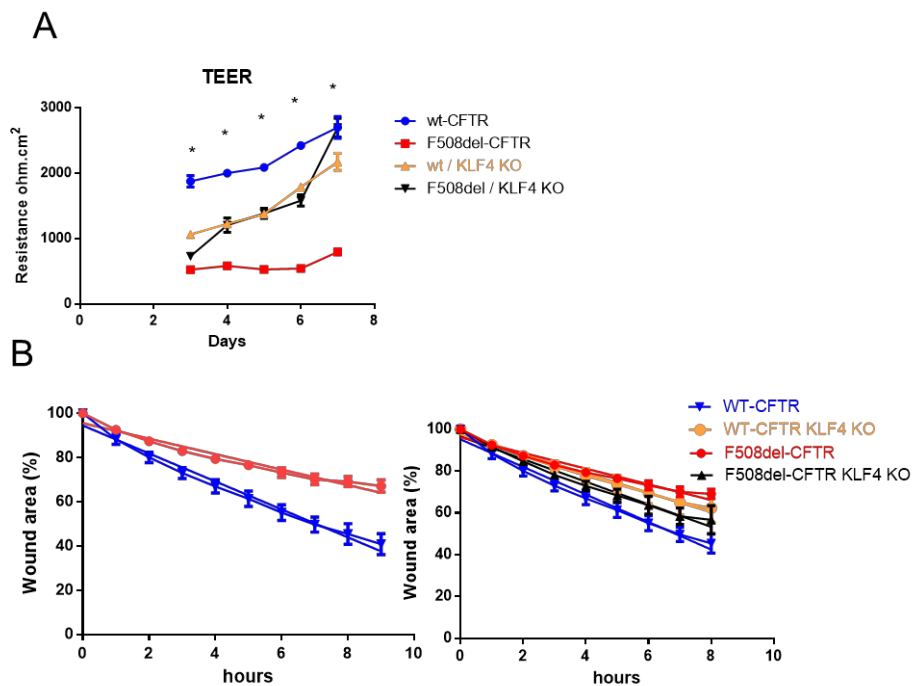 A
TEER
* * * * *
3000
2000
1000
0
Resistance ohm.cm²
0 2 4 6 8
Days
wt-CFTR
F508del-CFTR
wt / KLF4 KO
F508del / KLF4 KO
B
100
80
60
40
20
0
Wound area (%)
0 2 4 6 8 10
hours
100
80
60
40
20
0
Wound area (%)
0 2 4 6 8 10
hours
WT-CFTR
WT-CFTR KLF4 KO
F508del-CFTR
F508del-CFTR KLF4 KO